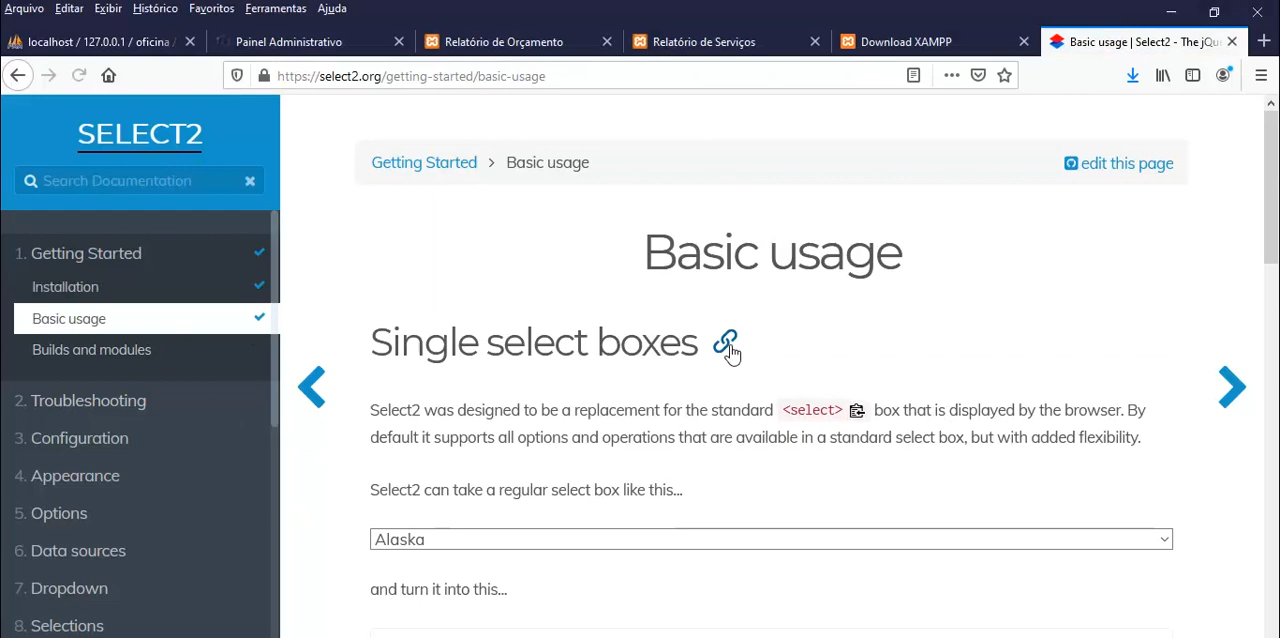 Arquivo Editar Exibir Histórico Favoritos Ferramentas Ajuda
localhost / 127.0.0.1 / oficina / Painel Administrativo Relatório de Orçamento Relatório de Serviços Download XAMPP Basic usage | Select2 - The jQue
https://select2.org/getting-started/basic-usage
SELECT2
Search Documentation
1. Getting Started
Installation
Basic usage
Builds and modules
2. Troubleshooting
3. Configuration
4. Appearance
5. Options
6. Data sources
7. Dropdown
8. Selections
Getting Started > Basic usage
edit this page
Basic usage
Single select boxes
Select2 was designed to be a replacement for the standard <select> box that is displayed by the browser. By
default it supports all options and operations that are available in a standard select box, but with added flexibility.
Select2 can take a regular select box like this...
Alaska
and turn it into this...